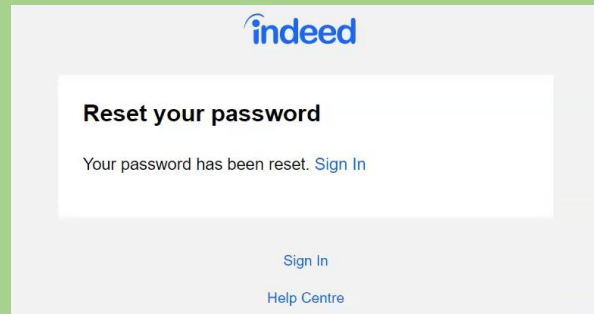 indeed
Reset your password
Your password has been reset. Sign In
Sign In
Help Centre